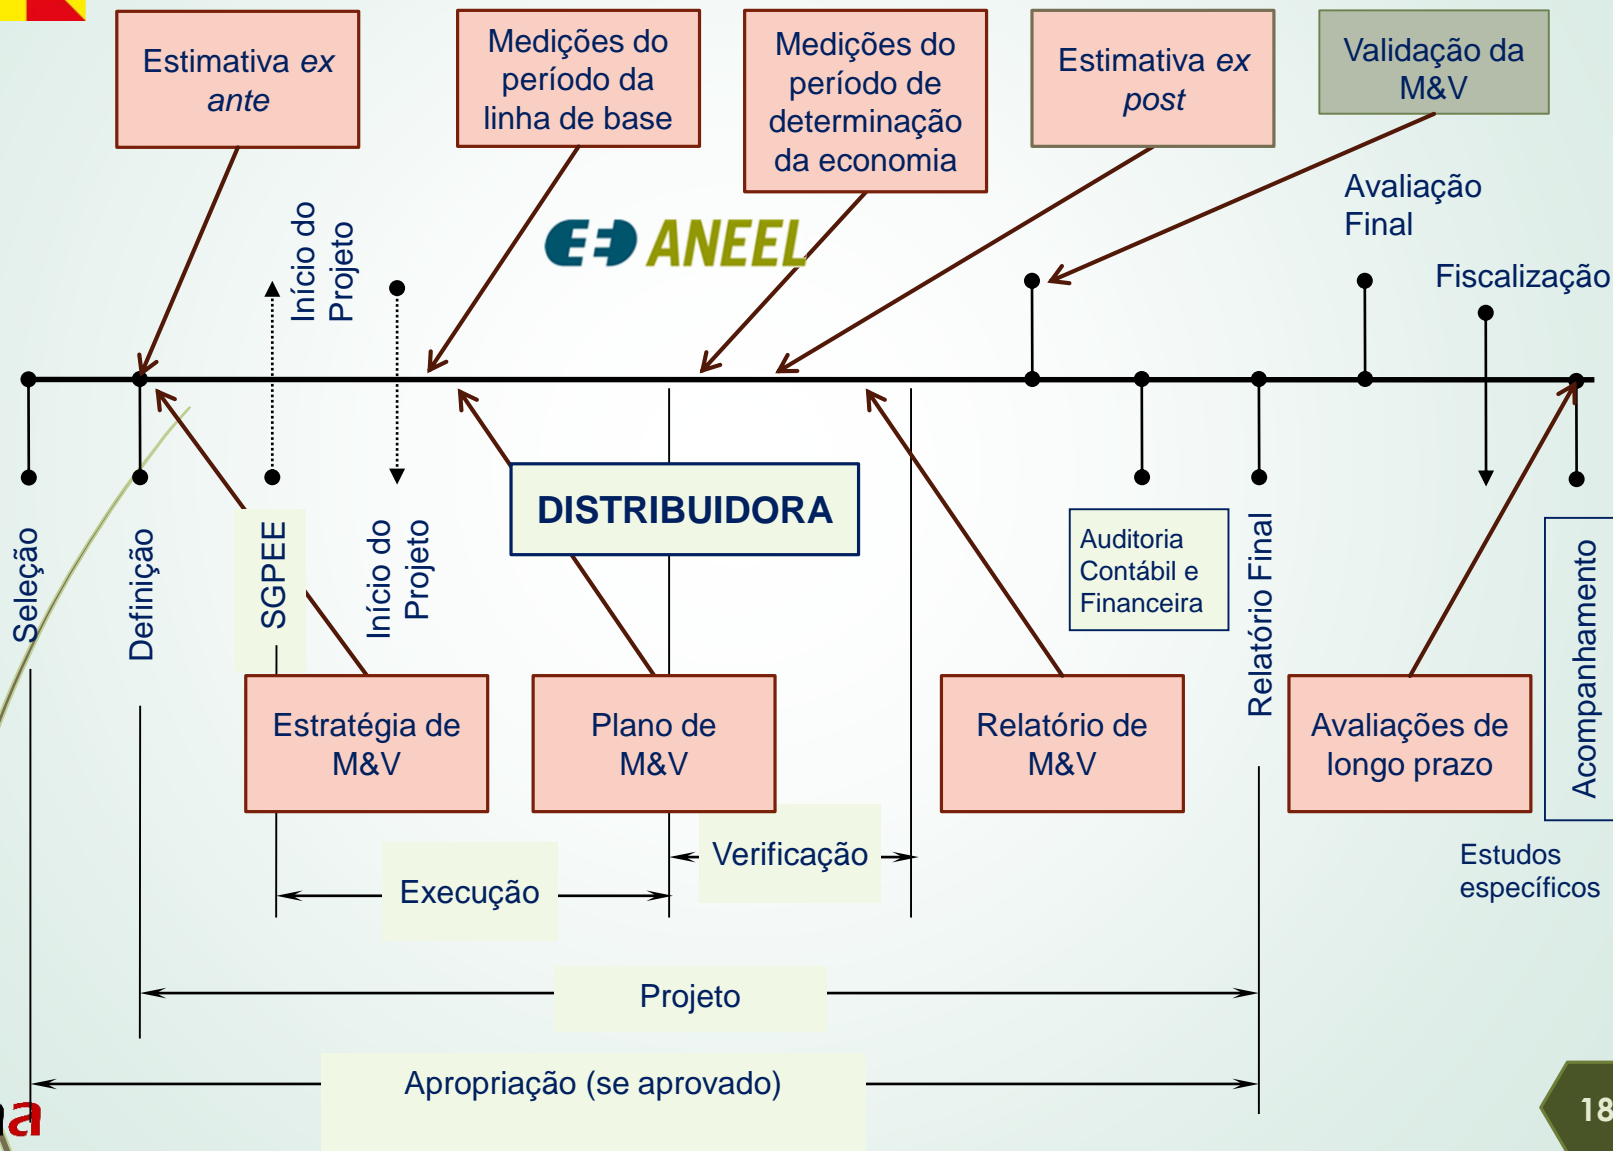 Estimativa ex
ante
Medições do
período da
linha de base
Medições do
período de
determinação
da economia
Estimativa ex
post
Validação da
M&V
Avaliação
Final
Fiscalização
Início do
Projeto
ANEEL
DISTRIBUIDORA
Seleção
Definição
SGPEE
Início do
Projeto
Auditoria
Contábil e
Financeira
Relatório Final
Acompanhamento
Estratégia de
M&V
Plano de
M&V
Relatório de
M&V
Avaliações de
longo prazo
Verificação
Execução
Estudos
específicos
Projeto
Apropriação (se aprovado)
18